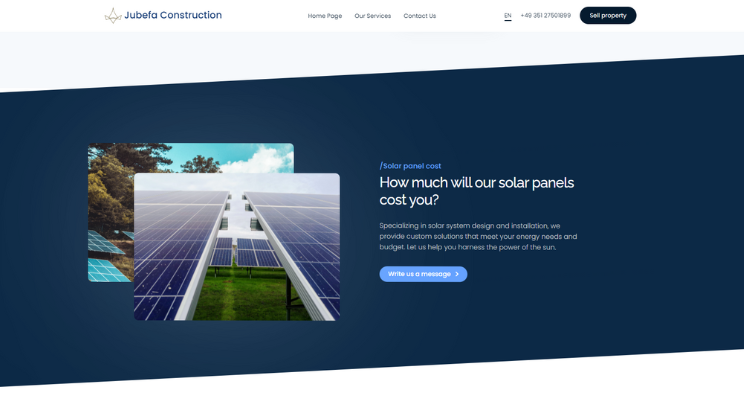 Jubefa Construction
Home Page
Our Services
Contact Us
EN
+49 351 27501899
Sell property
/Solar panel cost
How much will our solar panels
cost you?
Specializing in solar system design and installation, we
provide custom solutions that meet your energy needs and
budget. Let us help you harness the power of the sun.
Write us a message